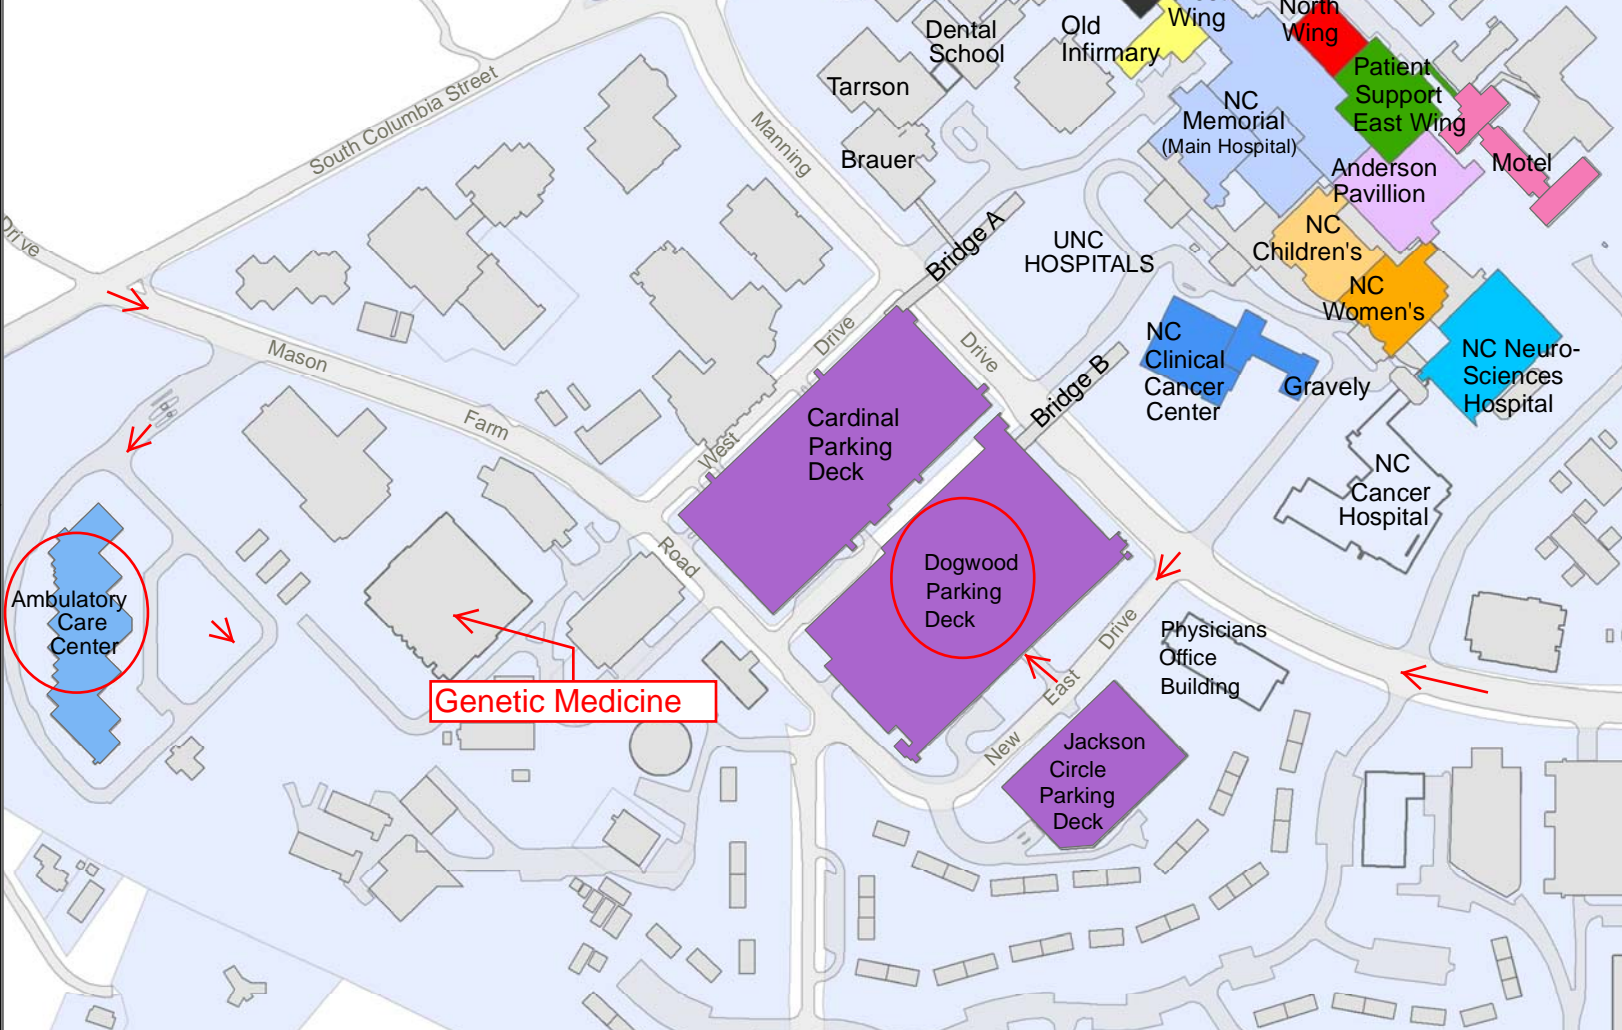 Wing
North
Wing
Dental
School
Old
Infirmary
Patient
Support
East Wing
Tarrson
South Columbia Street
NC
Memorial
(Main Hospital)
Manning
Brauer
Motel
Anderson
Pavillion
Drive
Bridge A
UNC
HOSPITALS
NC
Children's
NC
Women's
Mason
Drive
Drive
NC
Clinical
Cancer
Center
Gravely
NC Neuro-
Sciences
Hospital
Bridge B
Farm
West
Cardinal
Parking
Deck
NC
Cancer
Hospital
Road
Dogwood
Parking
Deck
Ambulatory
Care
Center
Drive
East
New
Physicians
Office
Building
Genetic Medicine
Jackson
Circle
Parking
Deck